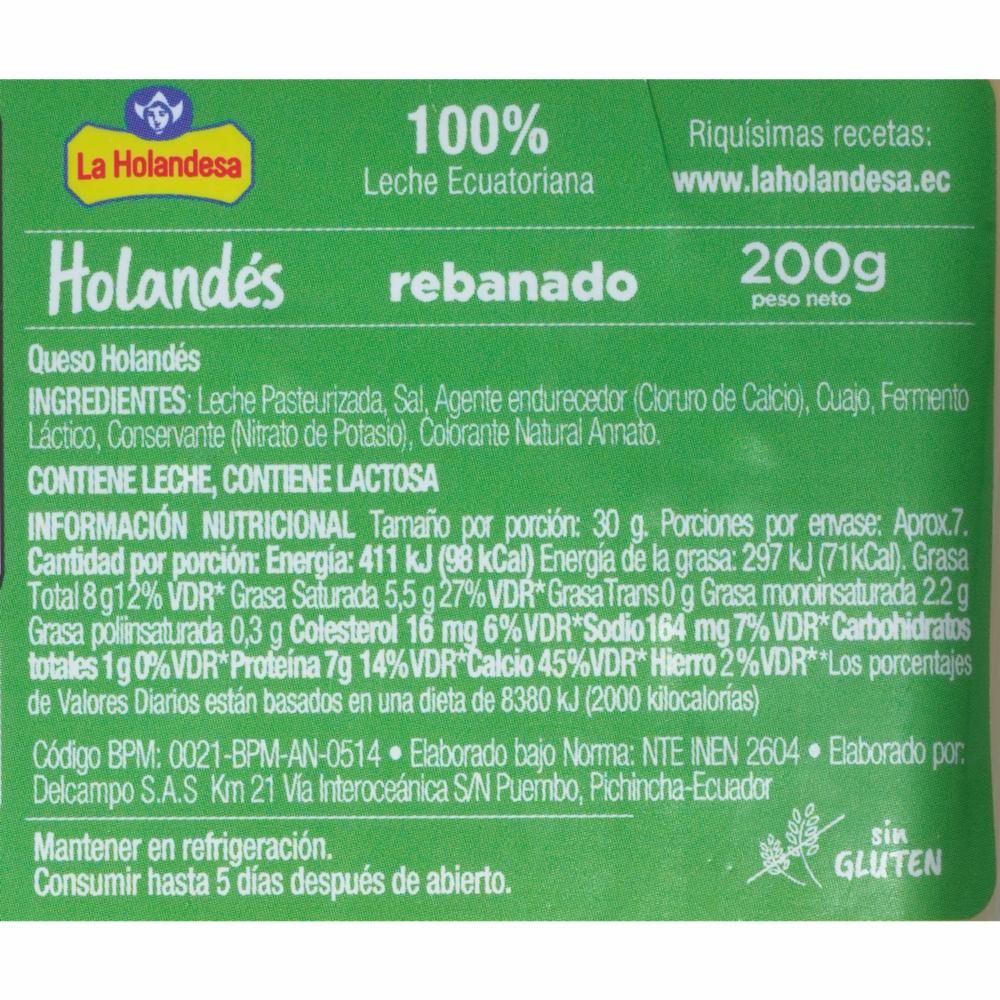 La Holandesa
100%
Leche Ecuatoriana
Riquísimas recetas:
www.laholandesa.ec
Holandés
rebanado
200g
peso neto
Queso Holandés
INGREDIENTES: Leche Pasteurizada, Sal, Agente endurecedor (Cloruro de Calcio), Cuajo, Fermento
Láctico, Conservante (Nitrato de Potasio), Colorante Natural Annato.
CONTIENE LECHE, CONTIENE LACTOSA
INFORMACIÓN NUTRICIONAL Tamaño por porción: 30 g. Porciones por envase: Aprox.7.
Cantidad por porción: Energía: 411 kJ (98 kCal) Energía de la grasa: 297 kJ (71kCal). Grasa
Total 8 g12% VDR* Grasa Saturada 5,5 g 27% VDR* Grasa Trans 0 g Grasa monoinsaturada 2.2 g
Grasa poliinsaturada 0,3 g Colesterol 16 mg 6%VDR*Sodio164 mg 7% VDR*Carbohidratos
totales 1 g 0%VDR*Proteína 7g 14%VDR*Calcio 45%VDR* Hierro 2%VDR**Los porcentajes
de Valores Diarios están basados en una dieta de 8380 kJ (2000 kilocalorías)
Código BPM: 0021-BPM-AN-0514 • Elaborado bajo Norma: NTE INEN 2604 • Elaborado por:
Delcampo S.A.S Km 21 Vía Interoceánica S/N Puembo, Pichincha-Ecuador
Mantener en refrigeración.
Consumir hasta 5 días después de abierto.
sin
GLUTEN